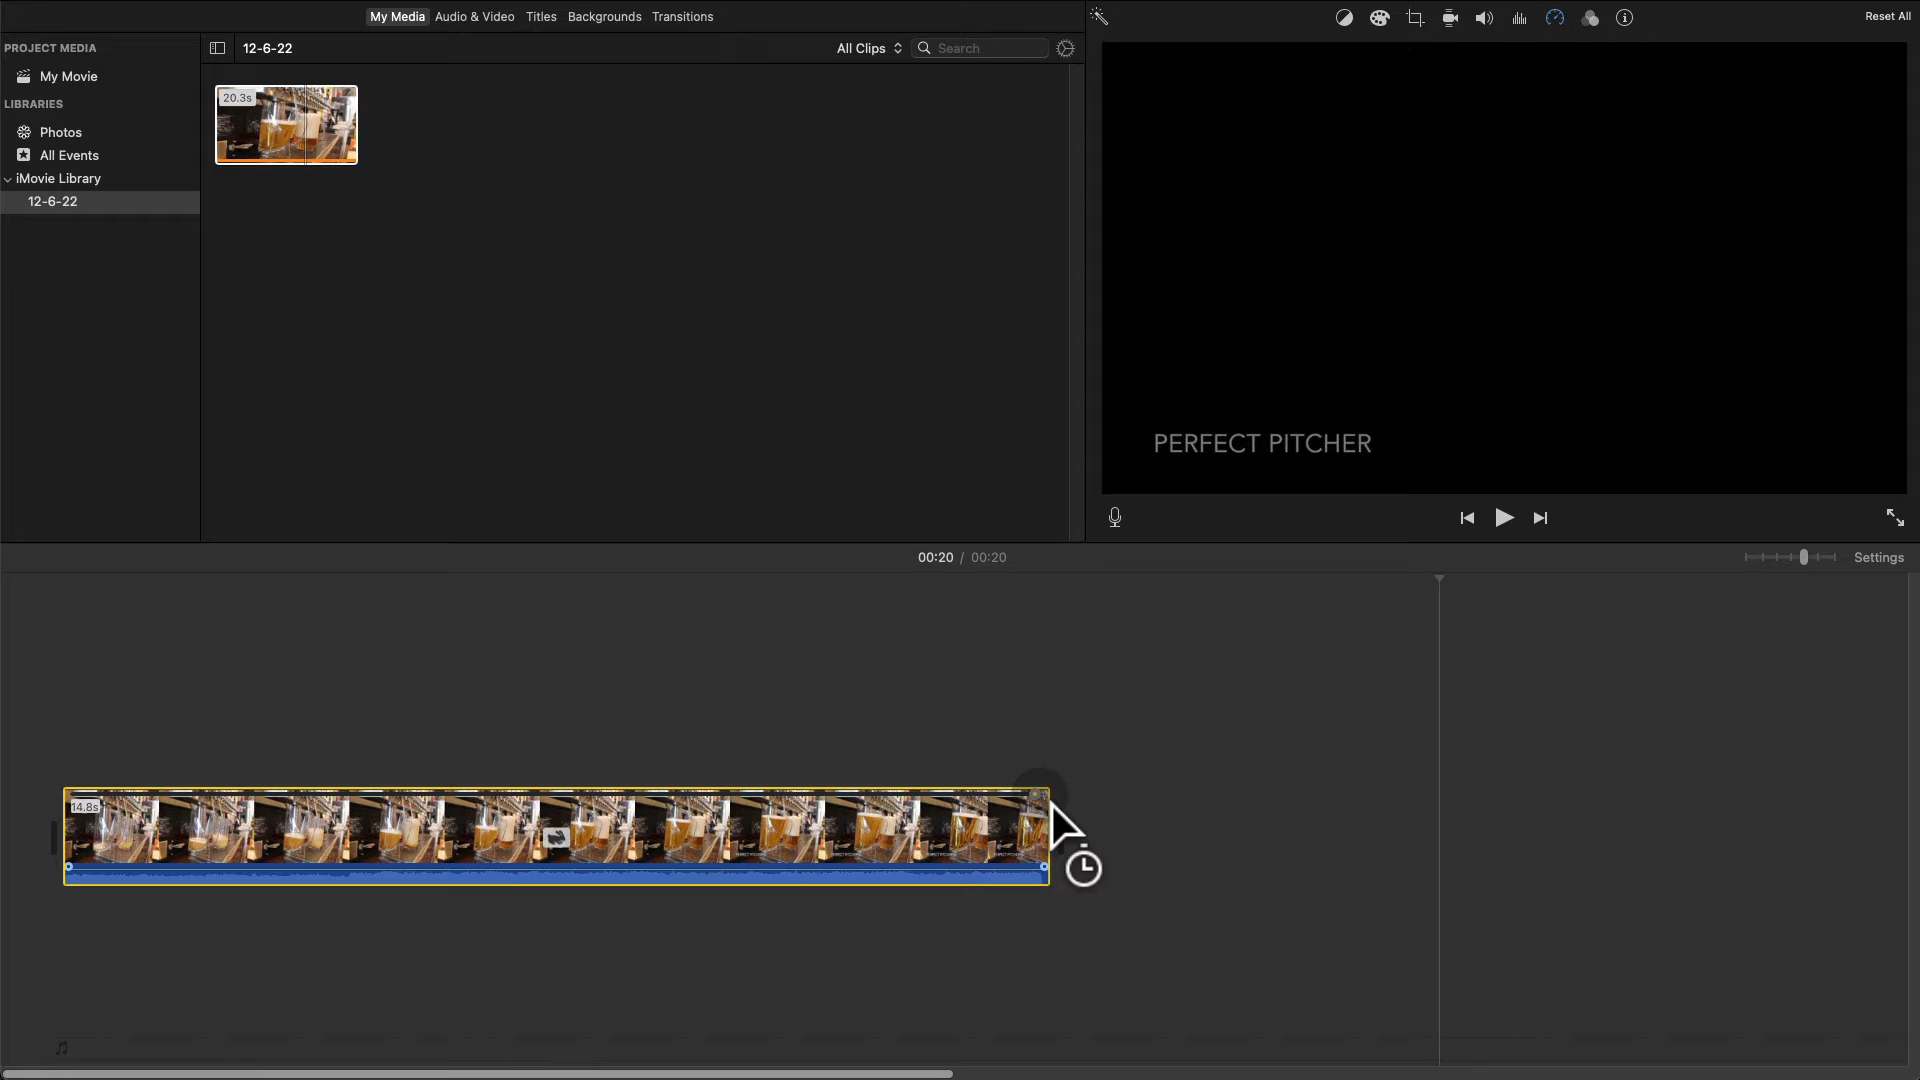 My Media Audio & Video Titles Backgrounds Transitions
Reset All
PROJECT MEDIA
12-6-22
All Clips
Search
My Movie
LIBRARIES
20.3s
Photos
All Events
iMovie Library
12-6-22
PERFECT PITCHER
00:20 / 00:20
Settings
14.8s